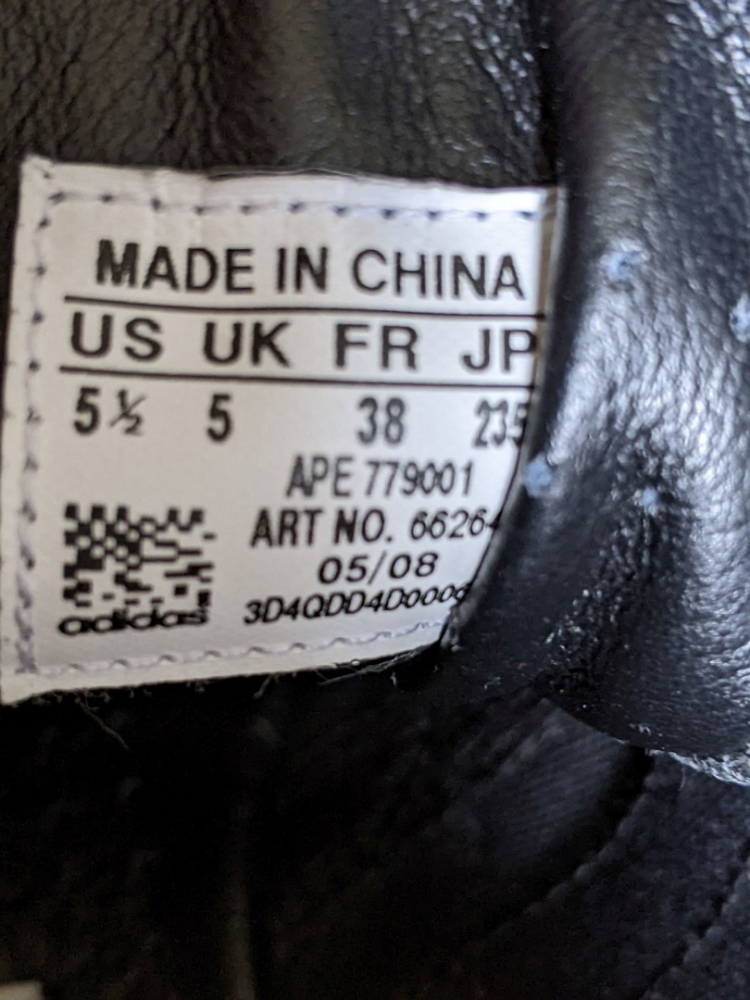 MADE IN CHINA
US UK FR JP
5½ 5 38 235
APE 779001
ART NO. 66264
05/08
adidas